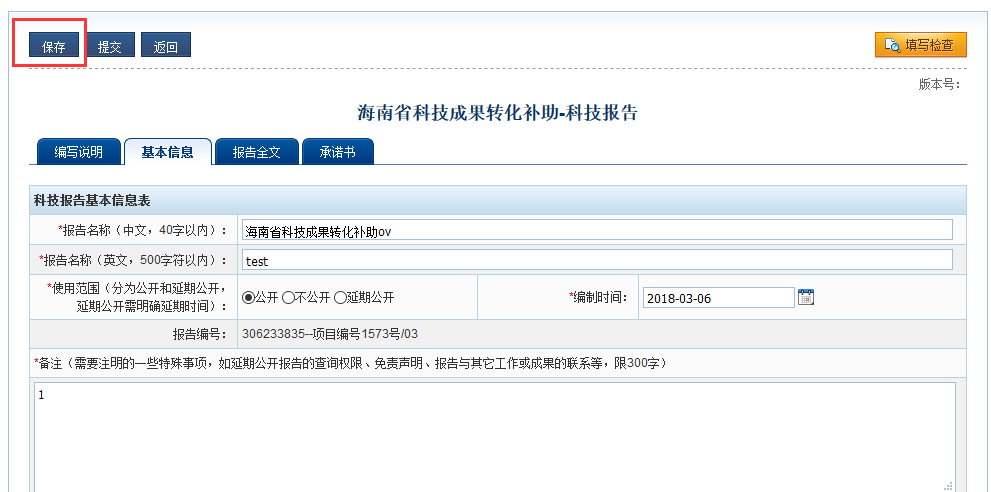 保存 提交 返回 填写检查
版本号：
海南省科技成果转化补助-科技报告
编写说明 基本信息 报告全文 承诺书
科技报告基本信息表
*报告名称（中文，40字以内）： 海南省科技成果转化补助ov
*报告名称（英文，500字符以内）： test
*使用范围（分为公开和延期公开，
延期公开需明确延期时间）： 公开 不公开 延期公开 *编制时间： 2018-03-06
报告编号： 306233835--项目编号1573号/03
*备注（需要注明的一些特殊事项，如延期公开报告的查询权限、免责声明、报告与其它工作或成果的联系等，限300字）
1